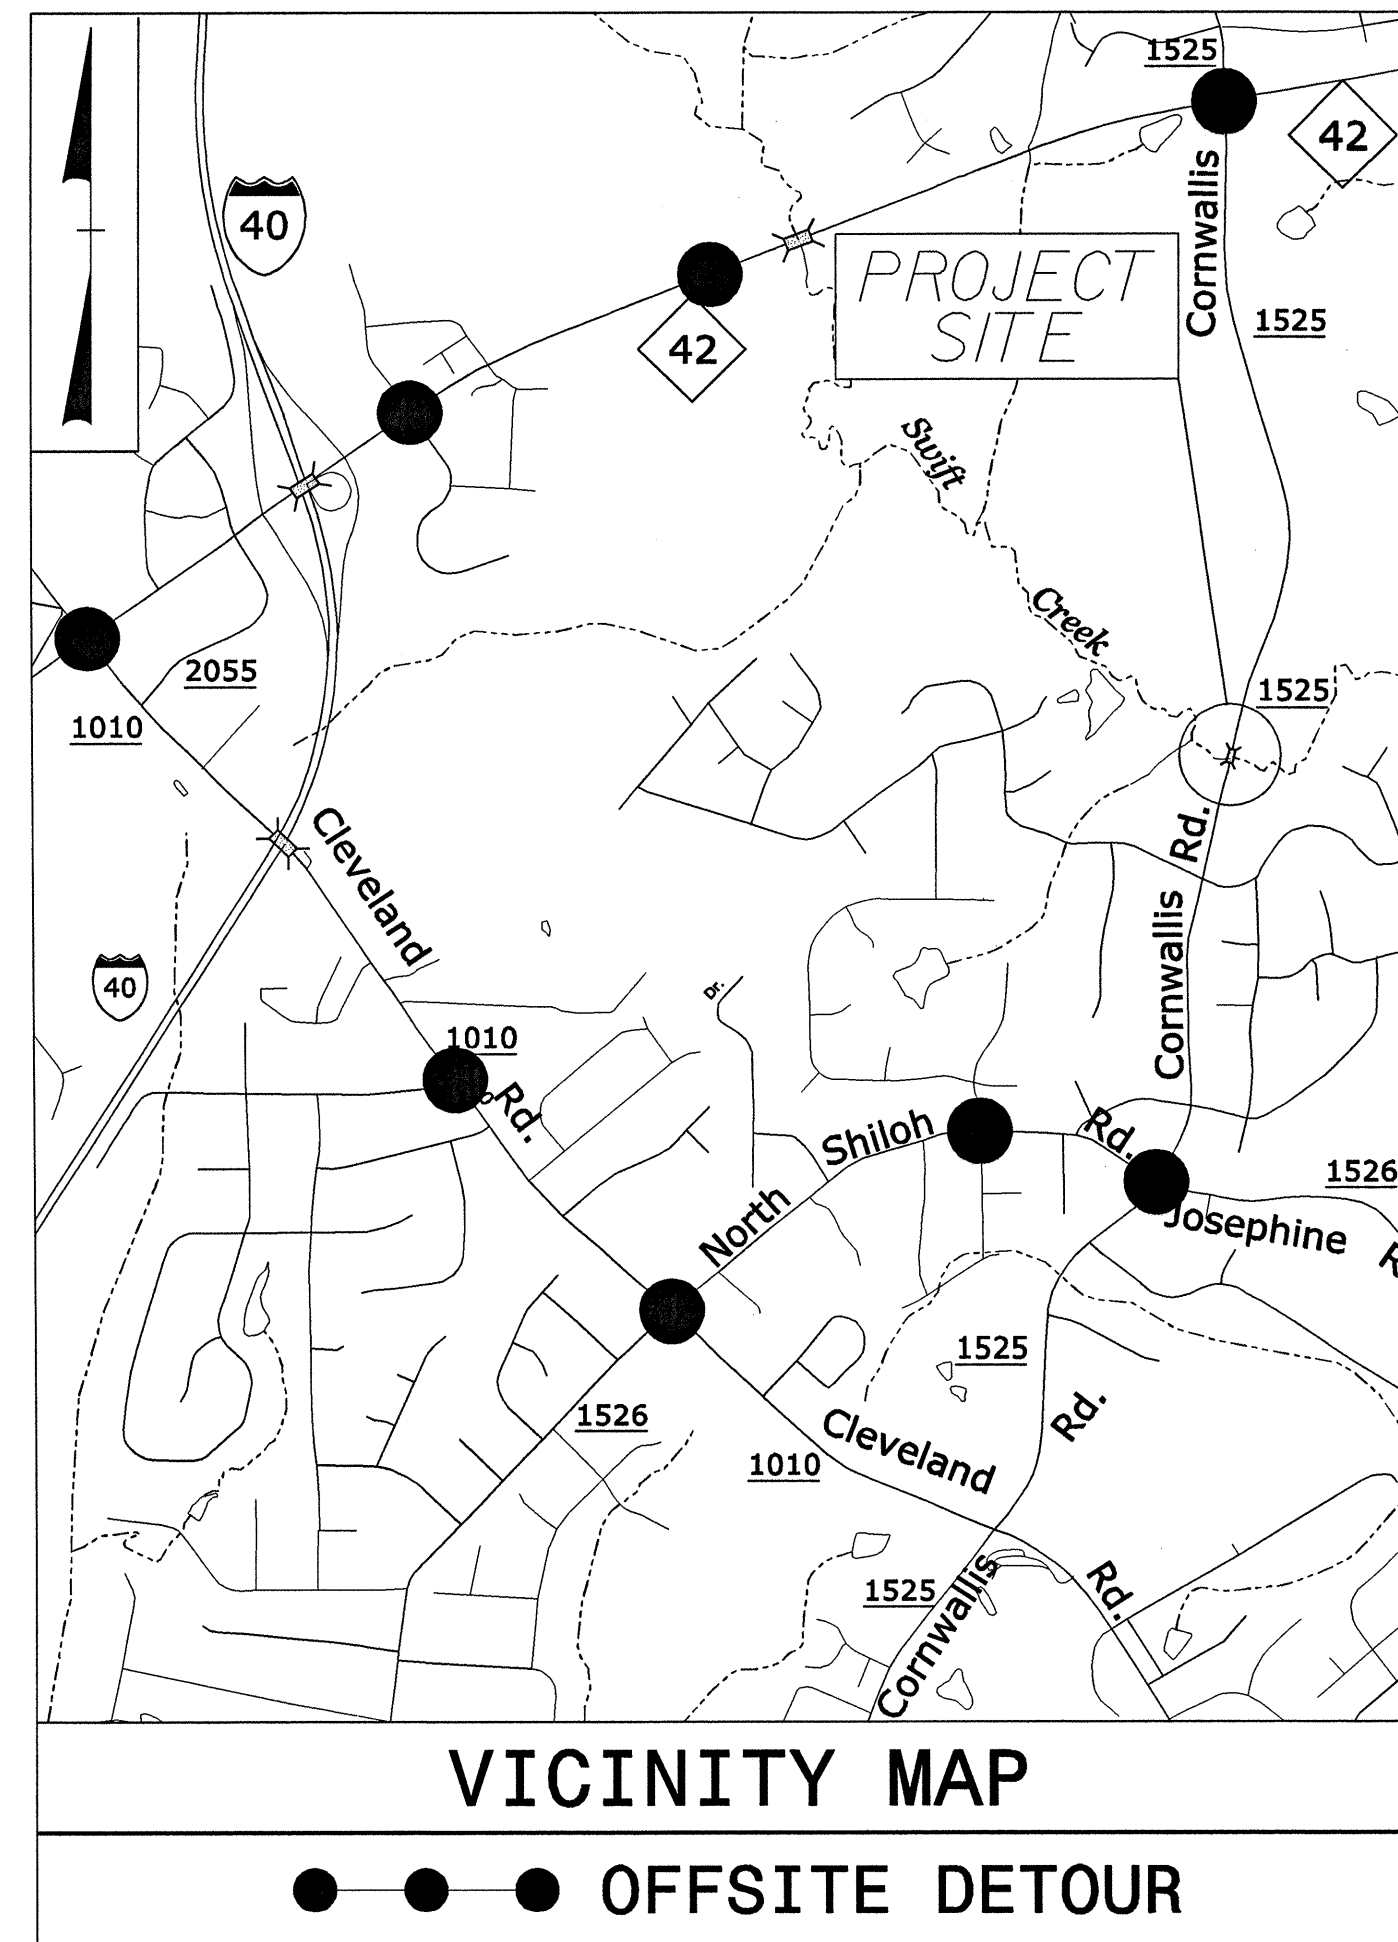 1525
42
40
Cornwallis
PROJECT
SITE
42
1525
Swift
Creek
2055
1010
1525
Cleveland
Rd.
Cornwallis
40
Dr.
1010
Rd.
Shiloh
Rd.
1526
North
Josephine
R
1525
Rd.
1526
Cleveland
1010
1525
Cornwallis
Rd.
VICINITY MAP
OFFSITE DETOUR